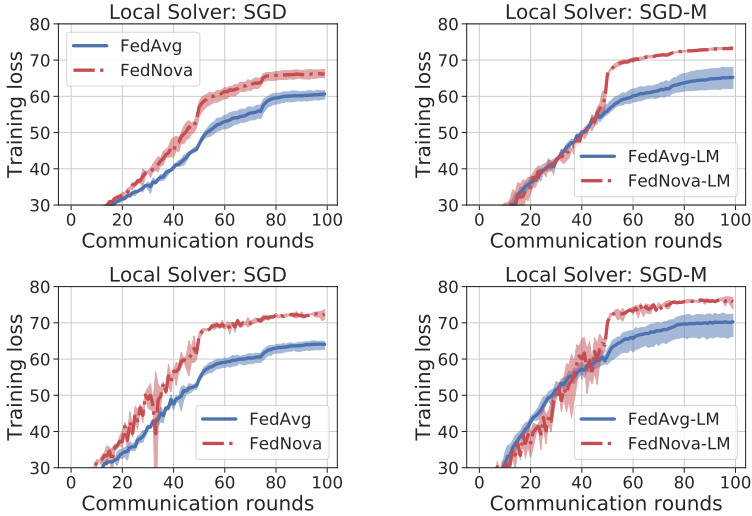 Local Solver: SGD
Training loss
80
70
60
50
40
30
FedAvg
FedNova
0 20 40 60 80 100
Communication rounds
Local Solver: SGD-M
Training loss
80
70
60
50
40
30
FedAvg-LM
FedNova-LM
0 20 40 60 80 100
Communication rounds
Local Solver: SGD
Training loss
80
70
60
50
40
30
FedAvg
FedNova
0 20 40 60 80 100
Communication rounds
Local Solver: SGD-M
Training loss
80
70
60
50
40
30
FedAvg-LM
FedNova-LM
0 20 40 60 80 100
Communication rounds